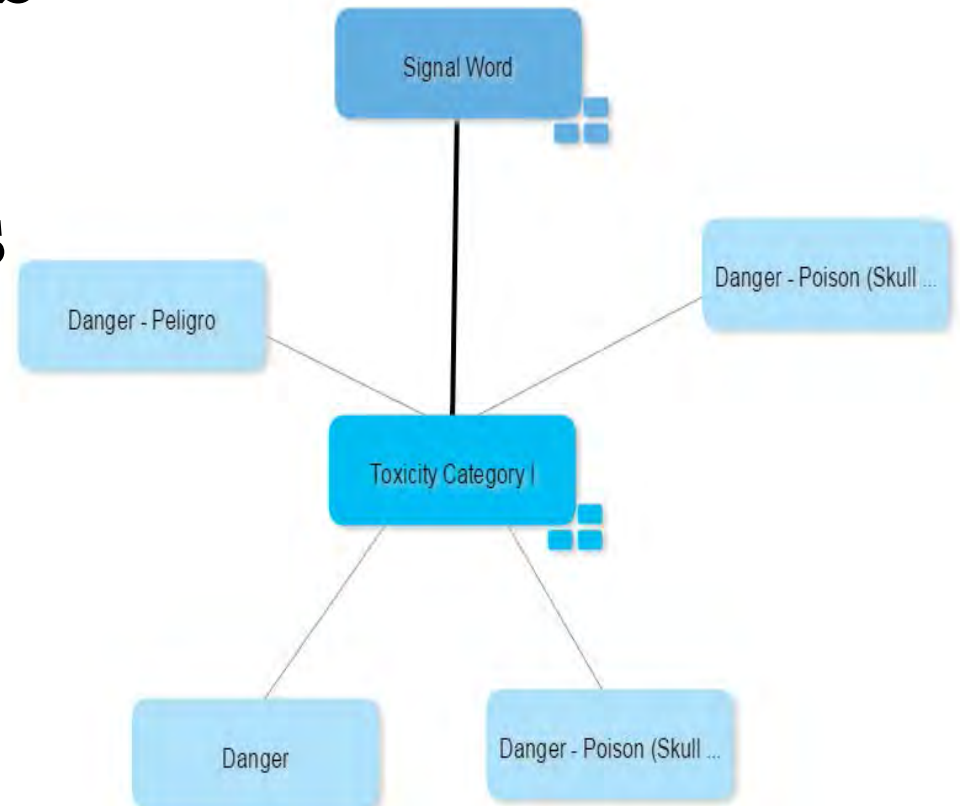 Signal Word
Danger - Poison (Skull ...
Danger - Peligro
Toxicity Category I
Danger
Danger - Poison (Skull ...